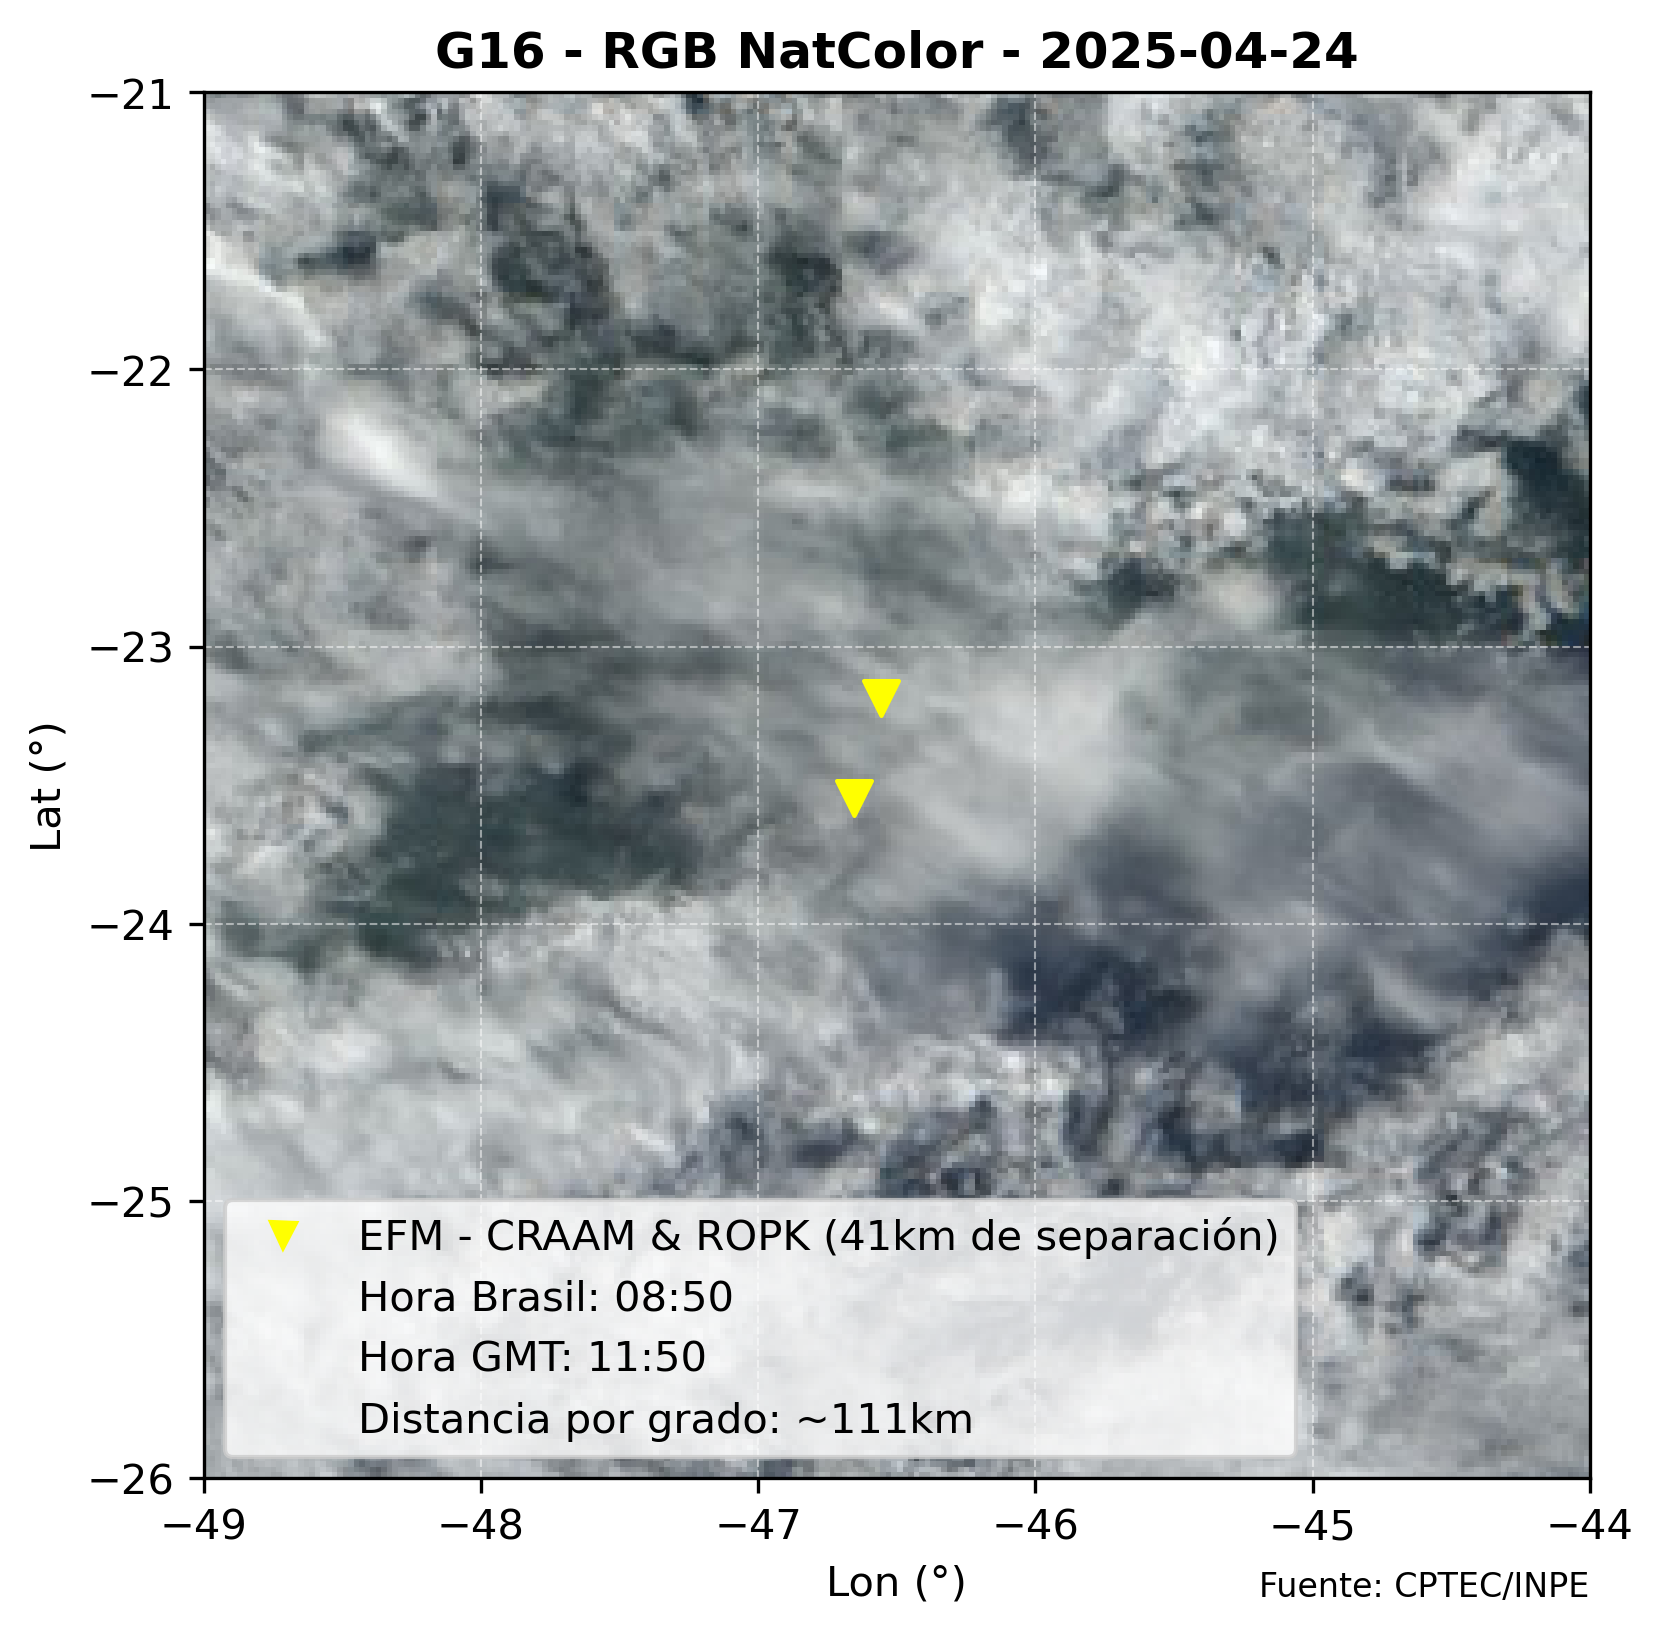 G16 - RGB NatColor - 2025-04-24
−21
−22
−23
−24
−25
−26
Lat (°)
EFM - CRAAM & ROPK (41km de separación)
Hora Brasil: 08:50
Hora GMT: 11:50
Distancia por grado: ~111km
−49 −48 −47 −46 −45 −44
Lon (°)
Fuente: CPTEC/INPE